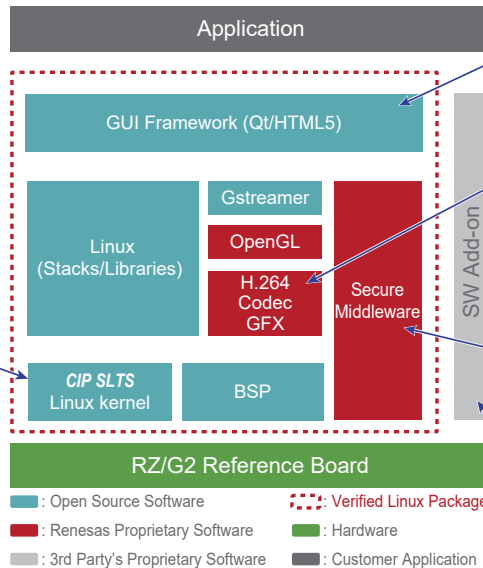 Application
GUI Framework (Qt/HTML5)
Linux
(Stacks/Libraries)
Gstreamer
OpenGL
H.264
Codec
GFX
Secure
Middleware
SW Add-on
CIP SLTS
Linux kernel
BSP
RZ/G2 Reference Board
: Open Source Software
: Verified Linux Package
: Renesas Proprietary Software
: Hardware
: 3rd Party's Proprietary Software
: Customer Application